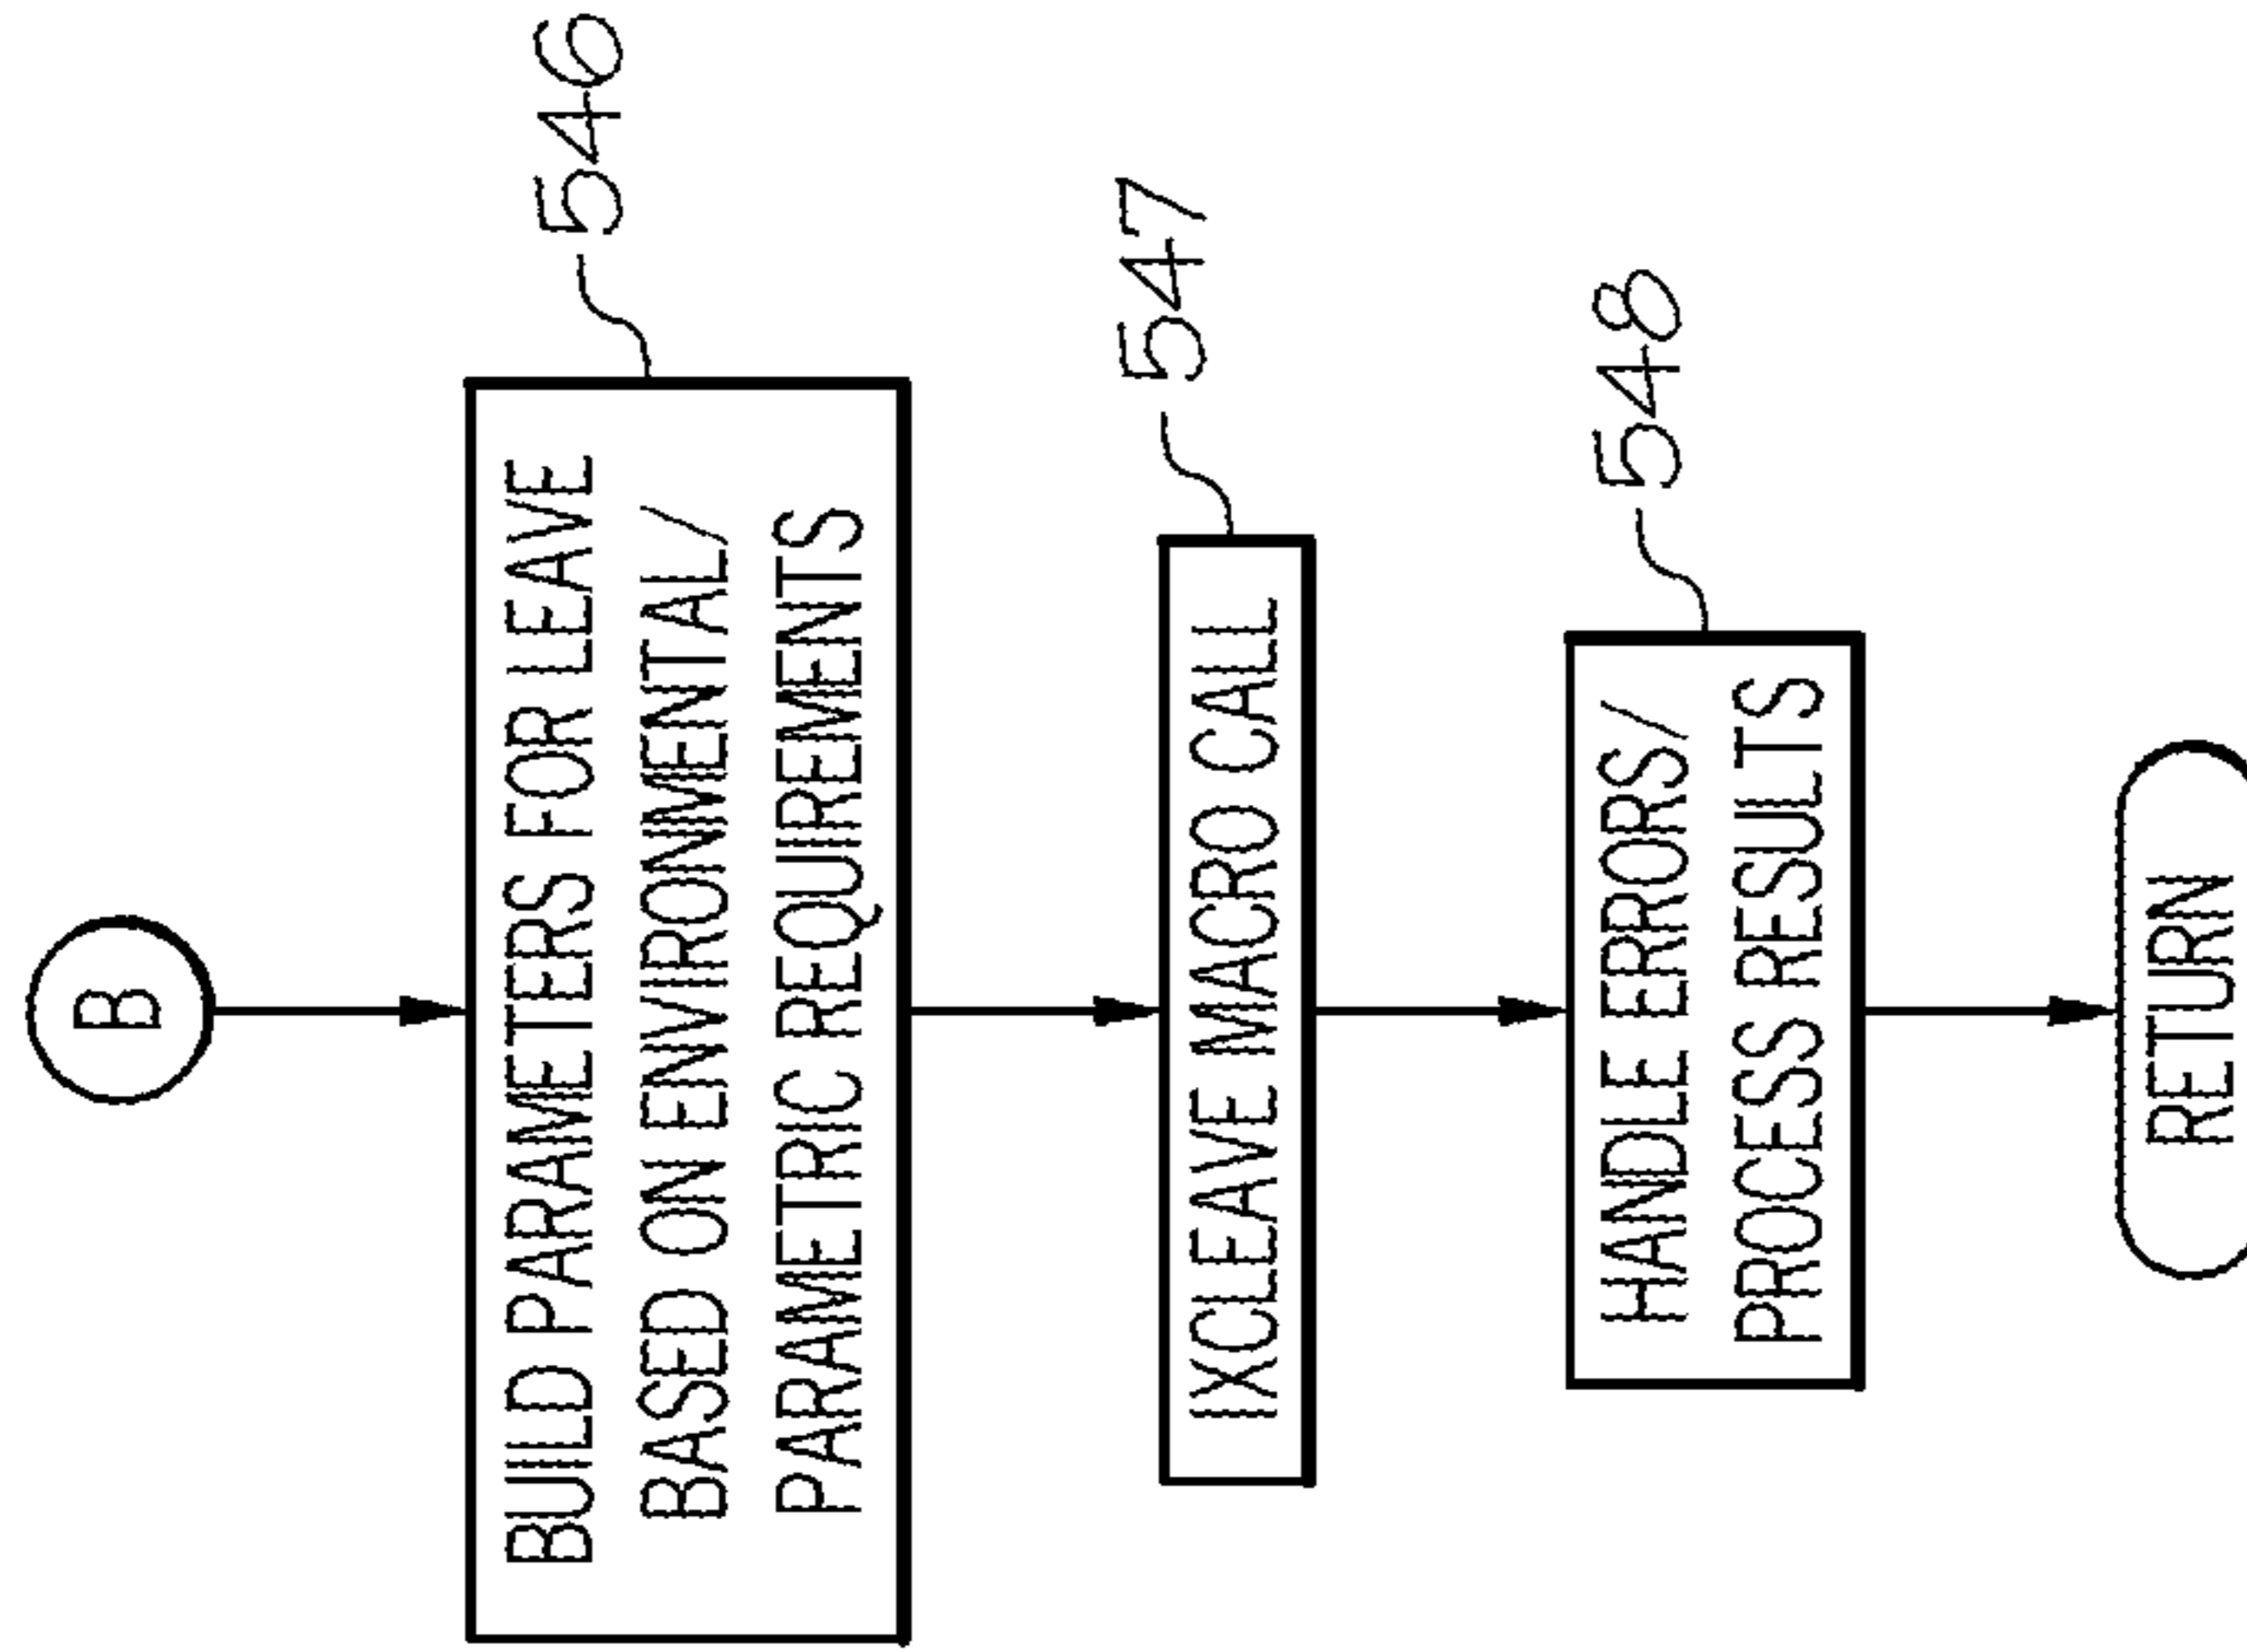 B
546
BUILD PARAMETERS FOR LEAVE
BASED ON ENVIRONMENTAL/
PARAMETRIC REQUIREMENTS
547
IXCLEAVE MACRO CALL
548
HANDLE ERRORS/
PROCESS RESULTS
RETURN